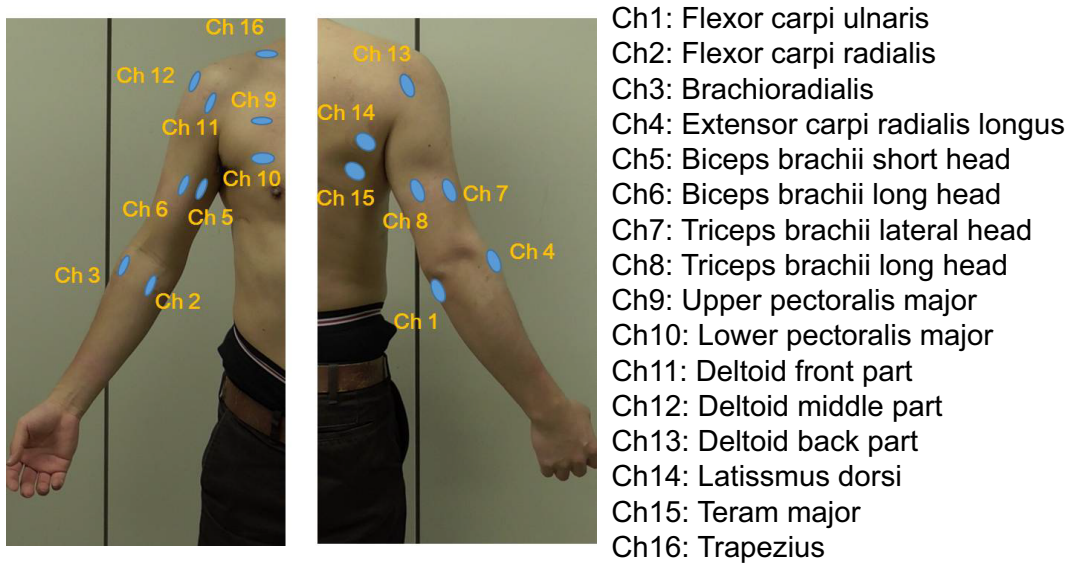 Ch 16
Ch 12
Ch 9
Ch 11
Ch 10
Ch 6
Ch 5
Ch 3
Ch 2
Ch 13
Ch 14
Ch 15
Ch 7
Ch 8
Ch 4
Ch 1
Ch1: Flexor carpi ulnaris
Ch2: Flexor carpi radialis
Ch3: Brachioradialis
Ch4: Extensor carpi radialis longus
Ch5: Biceps brachii short head
Ch6: Biceps brachii long head
Ch7: Triceps brachii lateral head
Ch8: Triceps brachii long head
Ch9: Upper pectoralis major
Ch10: Lower pectoralis major
Ch11: Deltoid front part
Ch12: Deltoid middle part
Ch13: Deltoid back part
Ch14: Latissmus dorsi
Ch15: Teram major
Ch16: Trapezius